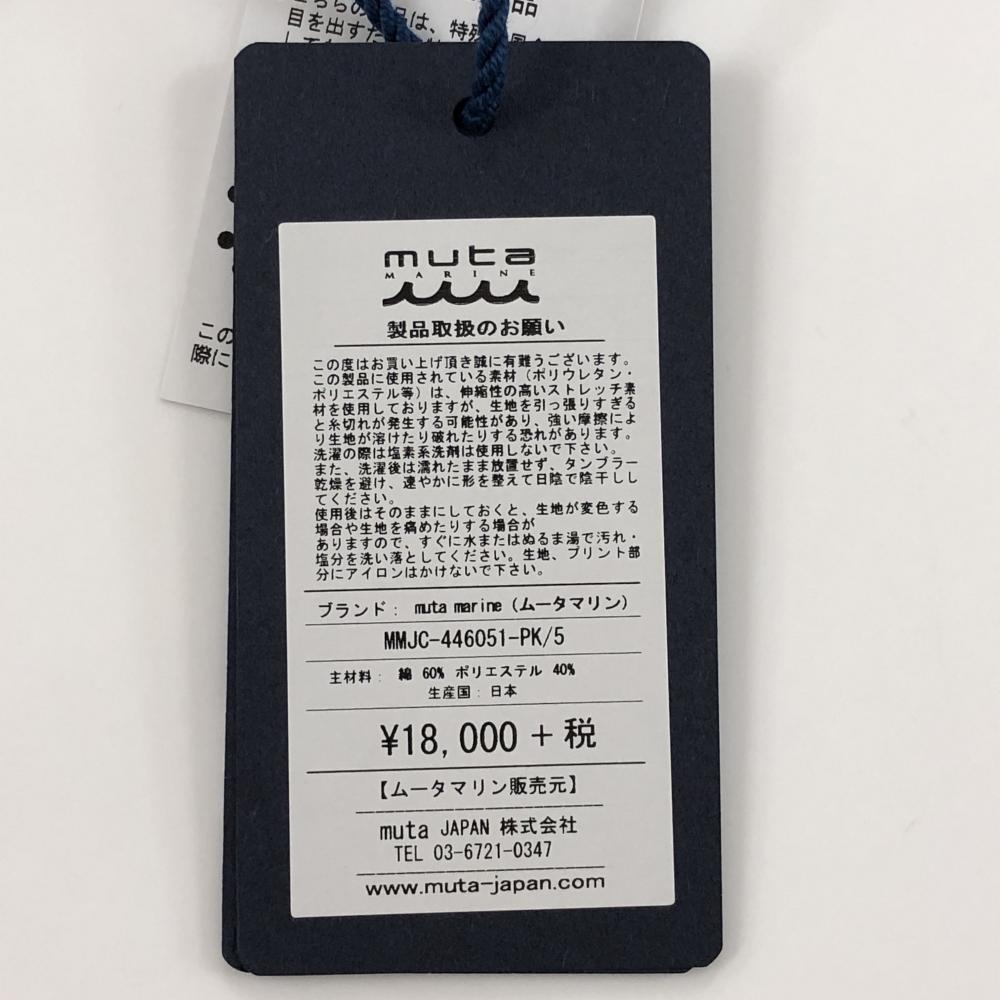 品
目を出すた
muta
MARINE
製品取扱のお願い
この度はお買い上げ頂き誠に有難うございます。
この製品に使用されている素材（ポリウレタン・
ポリエステル等）は、伸縮性の高いストレッチ素
材を使用しておりますが、生地を引っ張りすぎる
と糸切れが発生する可能性があり、強い摩擦によ
り生地が溶けたり破れたりする恐れがあります。
洗濯の際は塩素系洗剤は使用しないで下さい。
また、洗濯後は濡れたまま放置せず、タンブラー
乾燥を避け、速やかに形を整えて日陰で陰干しし
てください。
使用後はそのままにしておくと、生地が変色する
場合や生地を痛めたりする場合が
ありますので、すぐに水またはぬるま湯で汚れ・
塩分を洗い落としてください。生地、プリント部
分にアイロンはかけないで下さい。
ブランド： muta marine（ムータマリン）
MMJC-446051-PK/5
主材料： 綿 60% ポリエステル 40%
生産国：日本
¥18,000 + 税
【ムータマリン販売元】
muta JAPAN 株式会社
TEL 03-6721-0347
www.muta-japan.com
この
際に